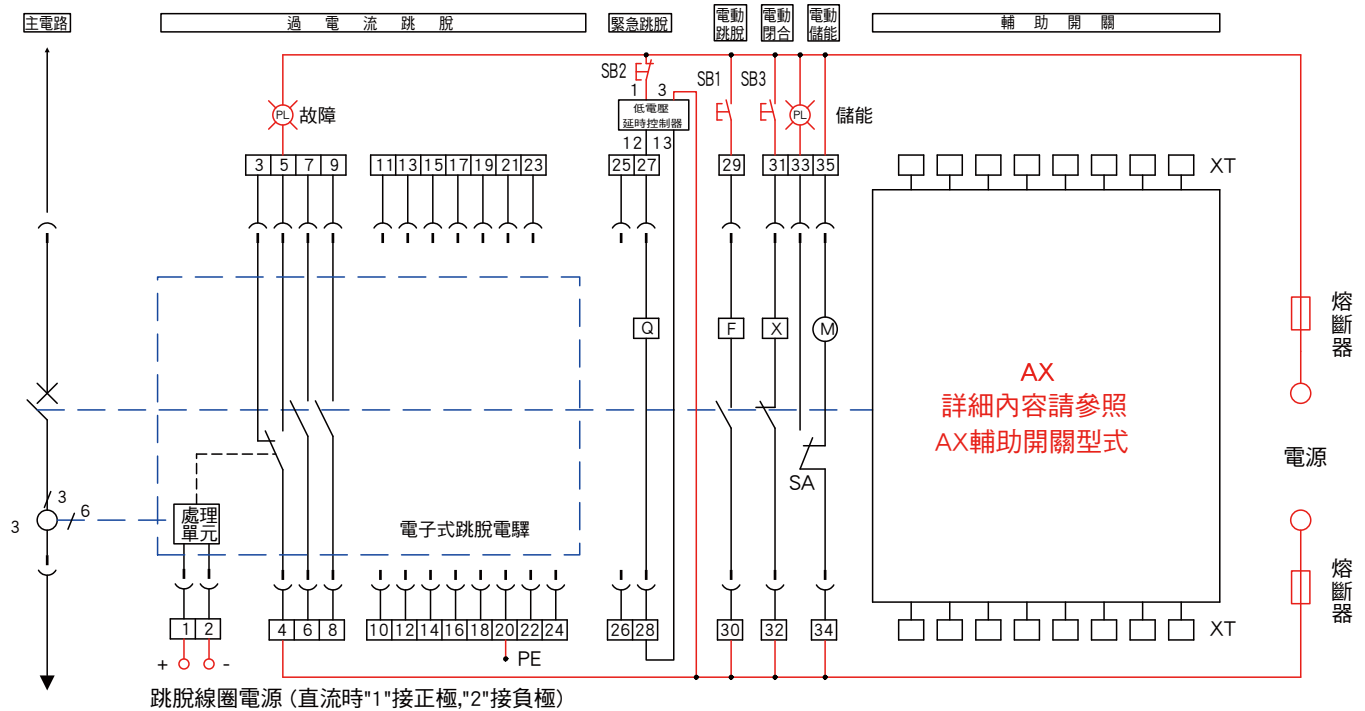 主電路
過電流跳脫
緊急跳脫
電動
跳脫
電動
閉合
電動
儲能
輔助開關
SB2
SB1
SB3
1 3
PL 故障
低電壓
延時控制器
PL
儲能
12 13
3 5 7 9
11 13 15 17 19 21 23
25 27
29
31 33 35
XT
Q
F
X
M
熔斷器
AX
詳細內容請參照
AX輔助開關型式
電源
SA
3
3
6
處理
單元
電子式跳脫電驛
熔斷器
1 2
4 6 8
10 12 14 16 18 20 22 24
26 28
30
32
34
XT
+ -
PE
跳脫線圈電源 (直流時"1"接正極,"2"接負極)